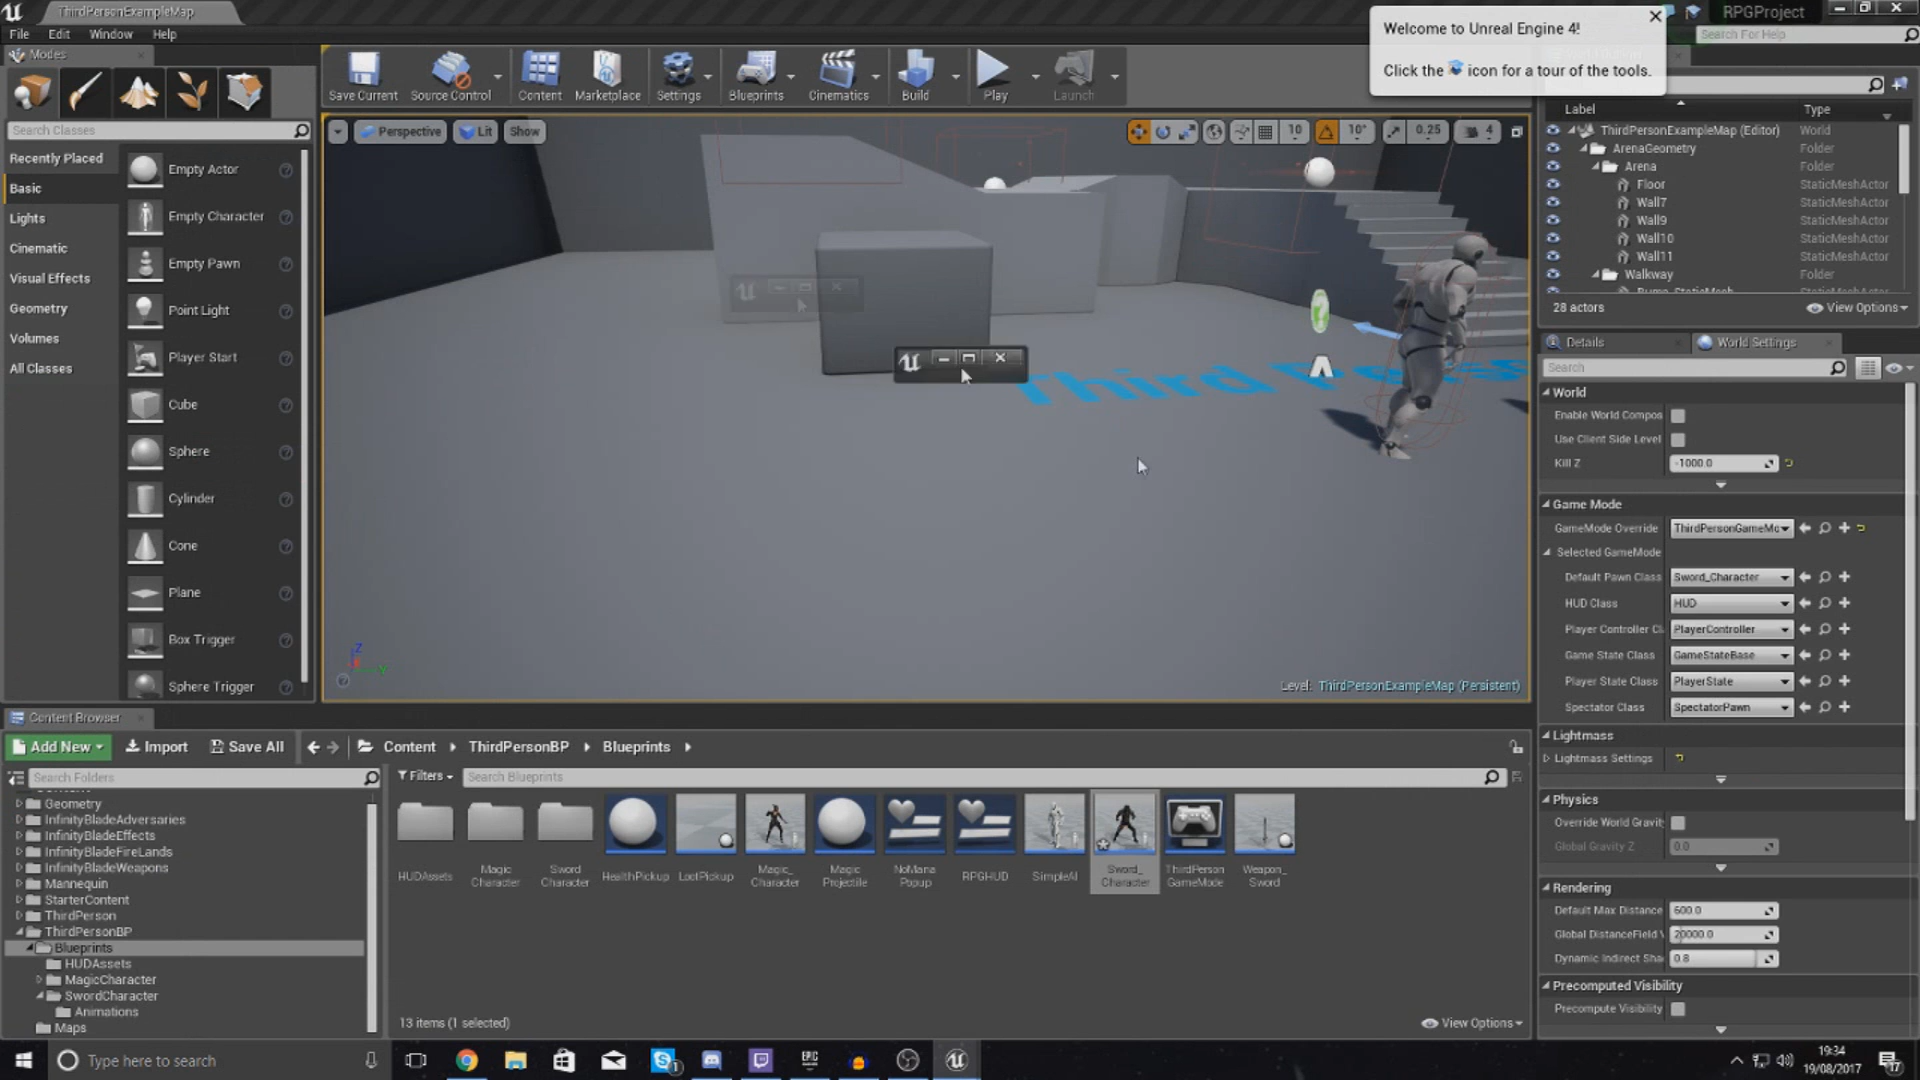 ThirdPersonExampleMap
RPGProject
File Edit Window Help
Search For Help
Welcome to Unreal Engine 4!
Click the icon for a tour of the tools.
Modes
Save Current
Source Control
Content
Marketplace
Settings
Blueprints
Cinematics
Build
Play
Launch
Search Classes
Recently Placed
Basic
Lights
Cinematic
Visual Effects
Geometry
Volumes
All Classes
Empty Actor
Empty Character
Empty Pawn
Point Light
Player Start
Cube
Sphere
Cylinder
Cone
Plane
Box Trigger
Sphere Trigger
Perspective Lit Show
10 10° 0.25 4
Third Pers
Level: ThirdPersonExampleMap (Persistent)
Label Type
ThirdPersonExampleMap (Editor) World
ArenaGeometry Folder
Arena Folder
Floor StaticMeshActor
Wall7 StaticMeshActor
Wall9 StaticMeshActor
Wall10 StaticMeshActor
Wall11 StaticMeshActor
Walkway Folder
Bump_StaticMesh
28 actors View Options
Details World Settings
Search
World
Enable World Compos
Use Client Side Level
Kill Z -1000.0
Game Mode
GameMode Override ThirdPersonGameMo
Selected GameMode
Default Pawn Class Sword_Character
HUD Class HUD
Player Controller Cl PlayerController
Game State Class GameStateBase
Player State Class PlayerState
Spectator Class SpectatorPawn
Lightmass
Lightmass Settings
Physics
Override World Gravit
Global Gravity Z 0.0
Rendering
Default Max Distance 600.0
Global DistanceField V 20000.0
Dynamic Indirect Sha 0.8
Precomputed Visibility
Precompute Visibility
Content Browser
Add New Import Save All Content ThirdPersonBP Blueprints
Search Folders
Filters Search Blueprints
Geometry
InfinityBladeAdversaries
InfinityBladeEffects
InfinityBladeFireLands
InfinityBladeWeapons
Mannequin
StarterContent
ThirdPerson
ThirdPersonBP
Blueprints
HUDAssets
MagicCharacter
SwordCharacter
Animations
Maps
HUDAssets
Magic Character
Sword Character
HealthPickup
LootPickup
Magic_ Character
Magic Projectile
NoMana Popup
RPGHUD
SimpleAI
Sword_ Character
ThirdPerson GameMode
Weapon_ Sword
13 items (1 selected) View Options
Type here to search
EPIC
1
19:34
19/08/2017
17